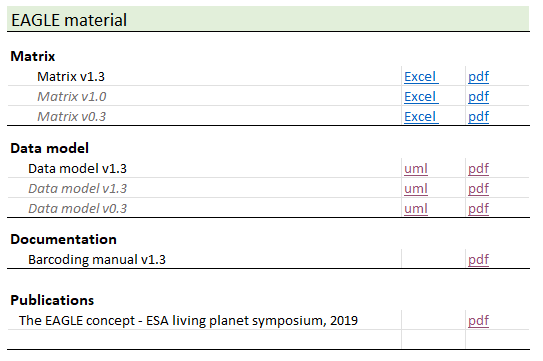 EAGLE material
Matrix
Matrix v1.3 Excel pdf
Matrix v1.0 Excel pdf
Matrix v0.3 Excel pdf
Data model
Data model v1.3 uml pdf
Data model v1.3 uml pdf
Data model v0.3 uml pdf
Documentation
Barcoding manual v1.3 pdf
Publications
The EAGLE concept - ESA living planet symposium, 2019 pdf